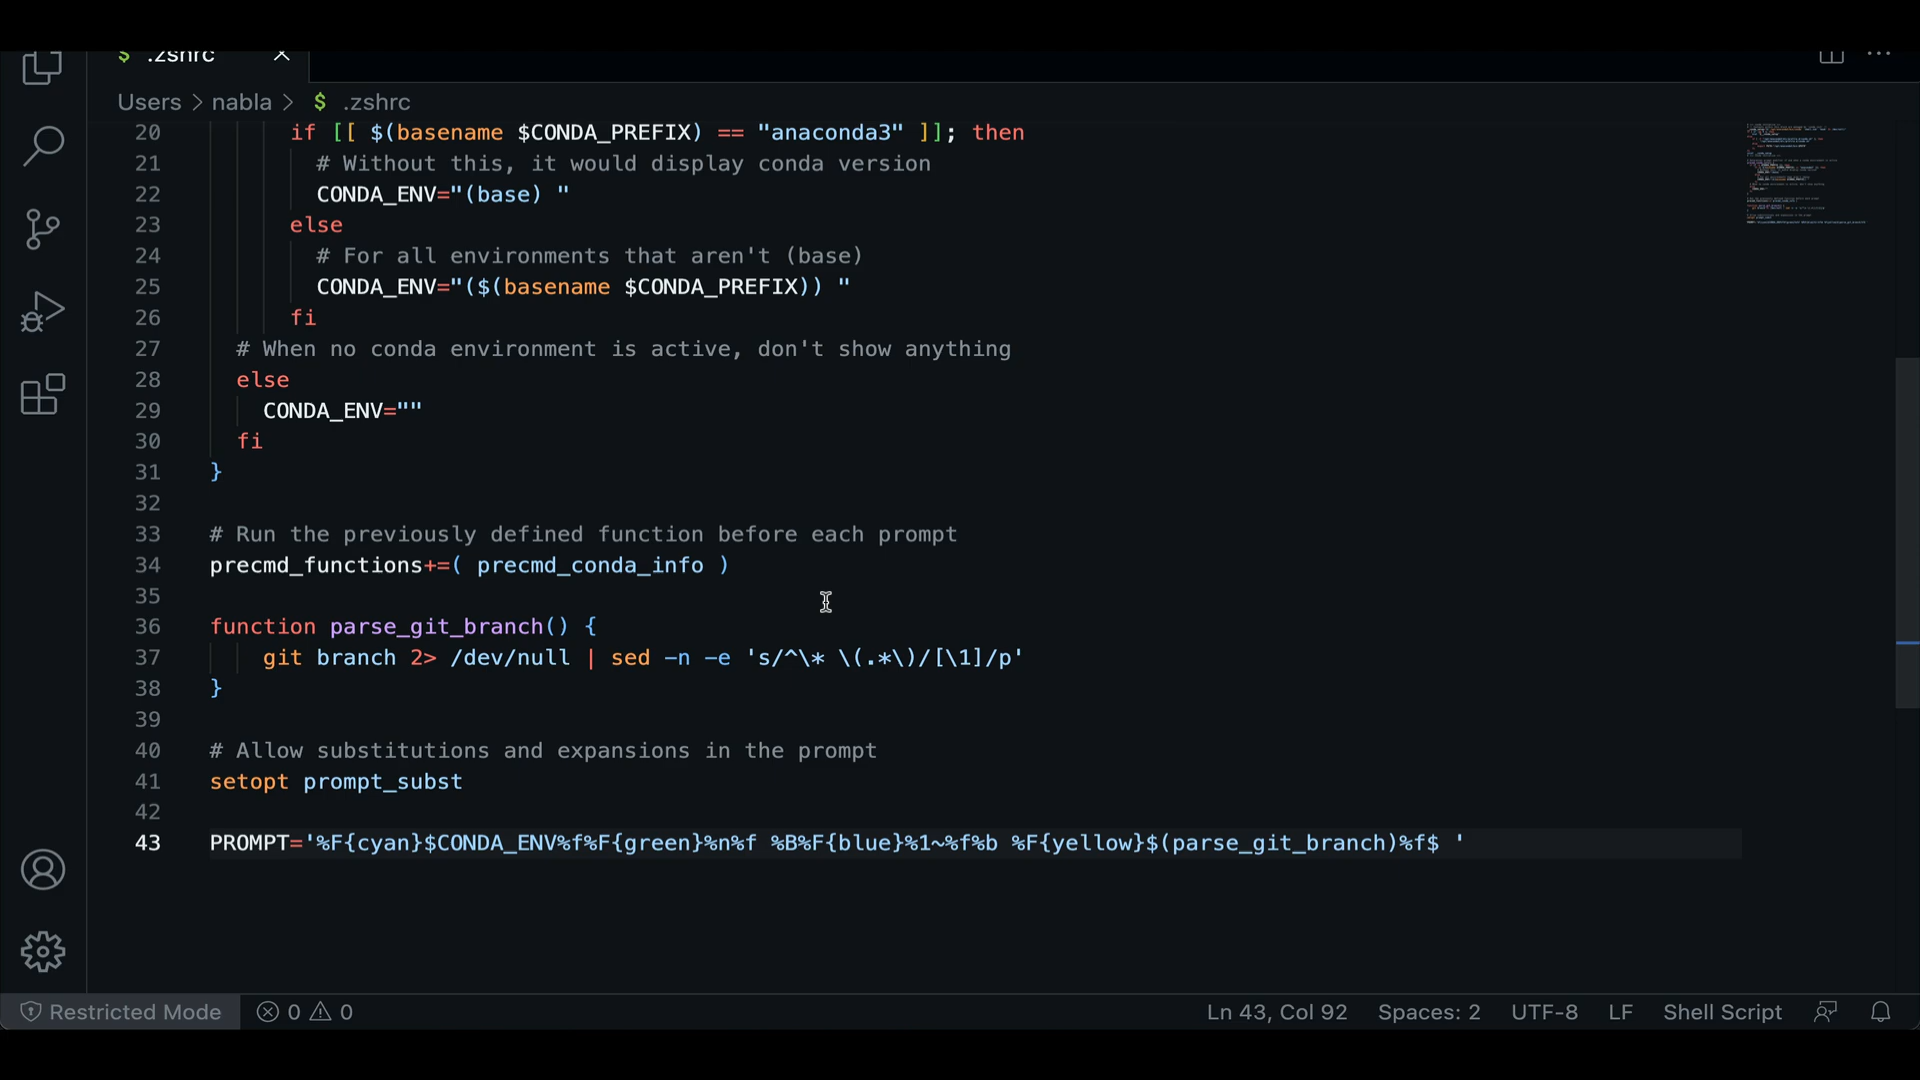 $ .zshrc
Users > nabla > $ .zshrc
20 if [[ $(basename $CONDA_PREFIX) == "anaconda3" ]]; then
21 # Without this, it would display conda version
22 CONDA_ENV="(base) "
23 else
24 # For all environments that aren't (base)
25 CONDA_ENV="($(basename $CONDA_PREFIX)) "
26 fi
27 # When no conda environment is active, don't show anything
28 else
29 CONDA_ENV=""
30 fi
31 }
32
33 # Run the previously defined function before each prompt
34 precmd_functions+=( precmd_conda_info )
35
36 function parse_git_branch() {
37 git branch 2> /dev/null | sed -n -e 's/^\* \(.*\)/[\1]/p'
38 }
39
40 # Allow substitutions and expansions in the prompt
41 setopt prompt_subst
42
43 PROMPT='%F{cyan}$CONDA_ENV%f%F{green}%n%f %B%F{blue}%1~%f%b %F{yellow}$(parse_git_branch)%f$ '
Restricted Mode 0 0 Ln 43, Col 92 Spaces: 2 UTF-8 LF Shell Script